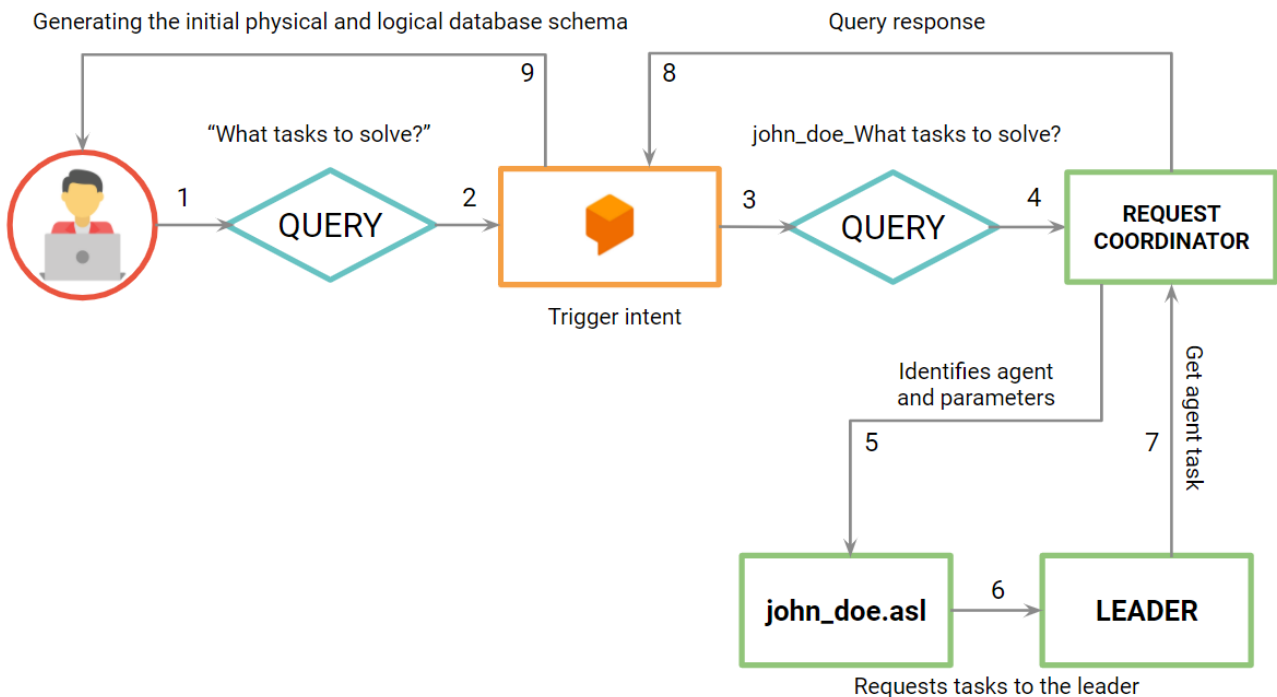 Generating the initial physical and logical database schema
Query response
9
8
“What tasks to solve?”
john_doe_What tasks to solve?
1
QUERY
2
3
QUERY
4
REQUEST
COORDINATOR
Trigger intent
Identifies agent
and parameters
5
7
Get agent task
john_doe.asl
6
LEADER
Requests tasks to the leader